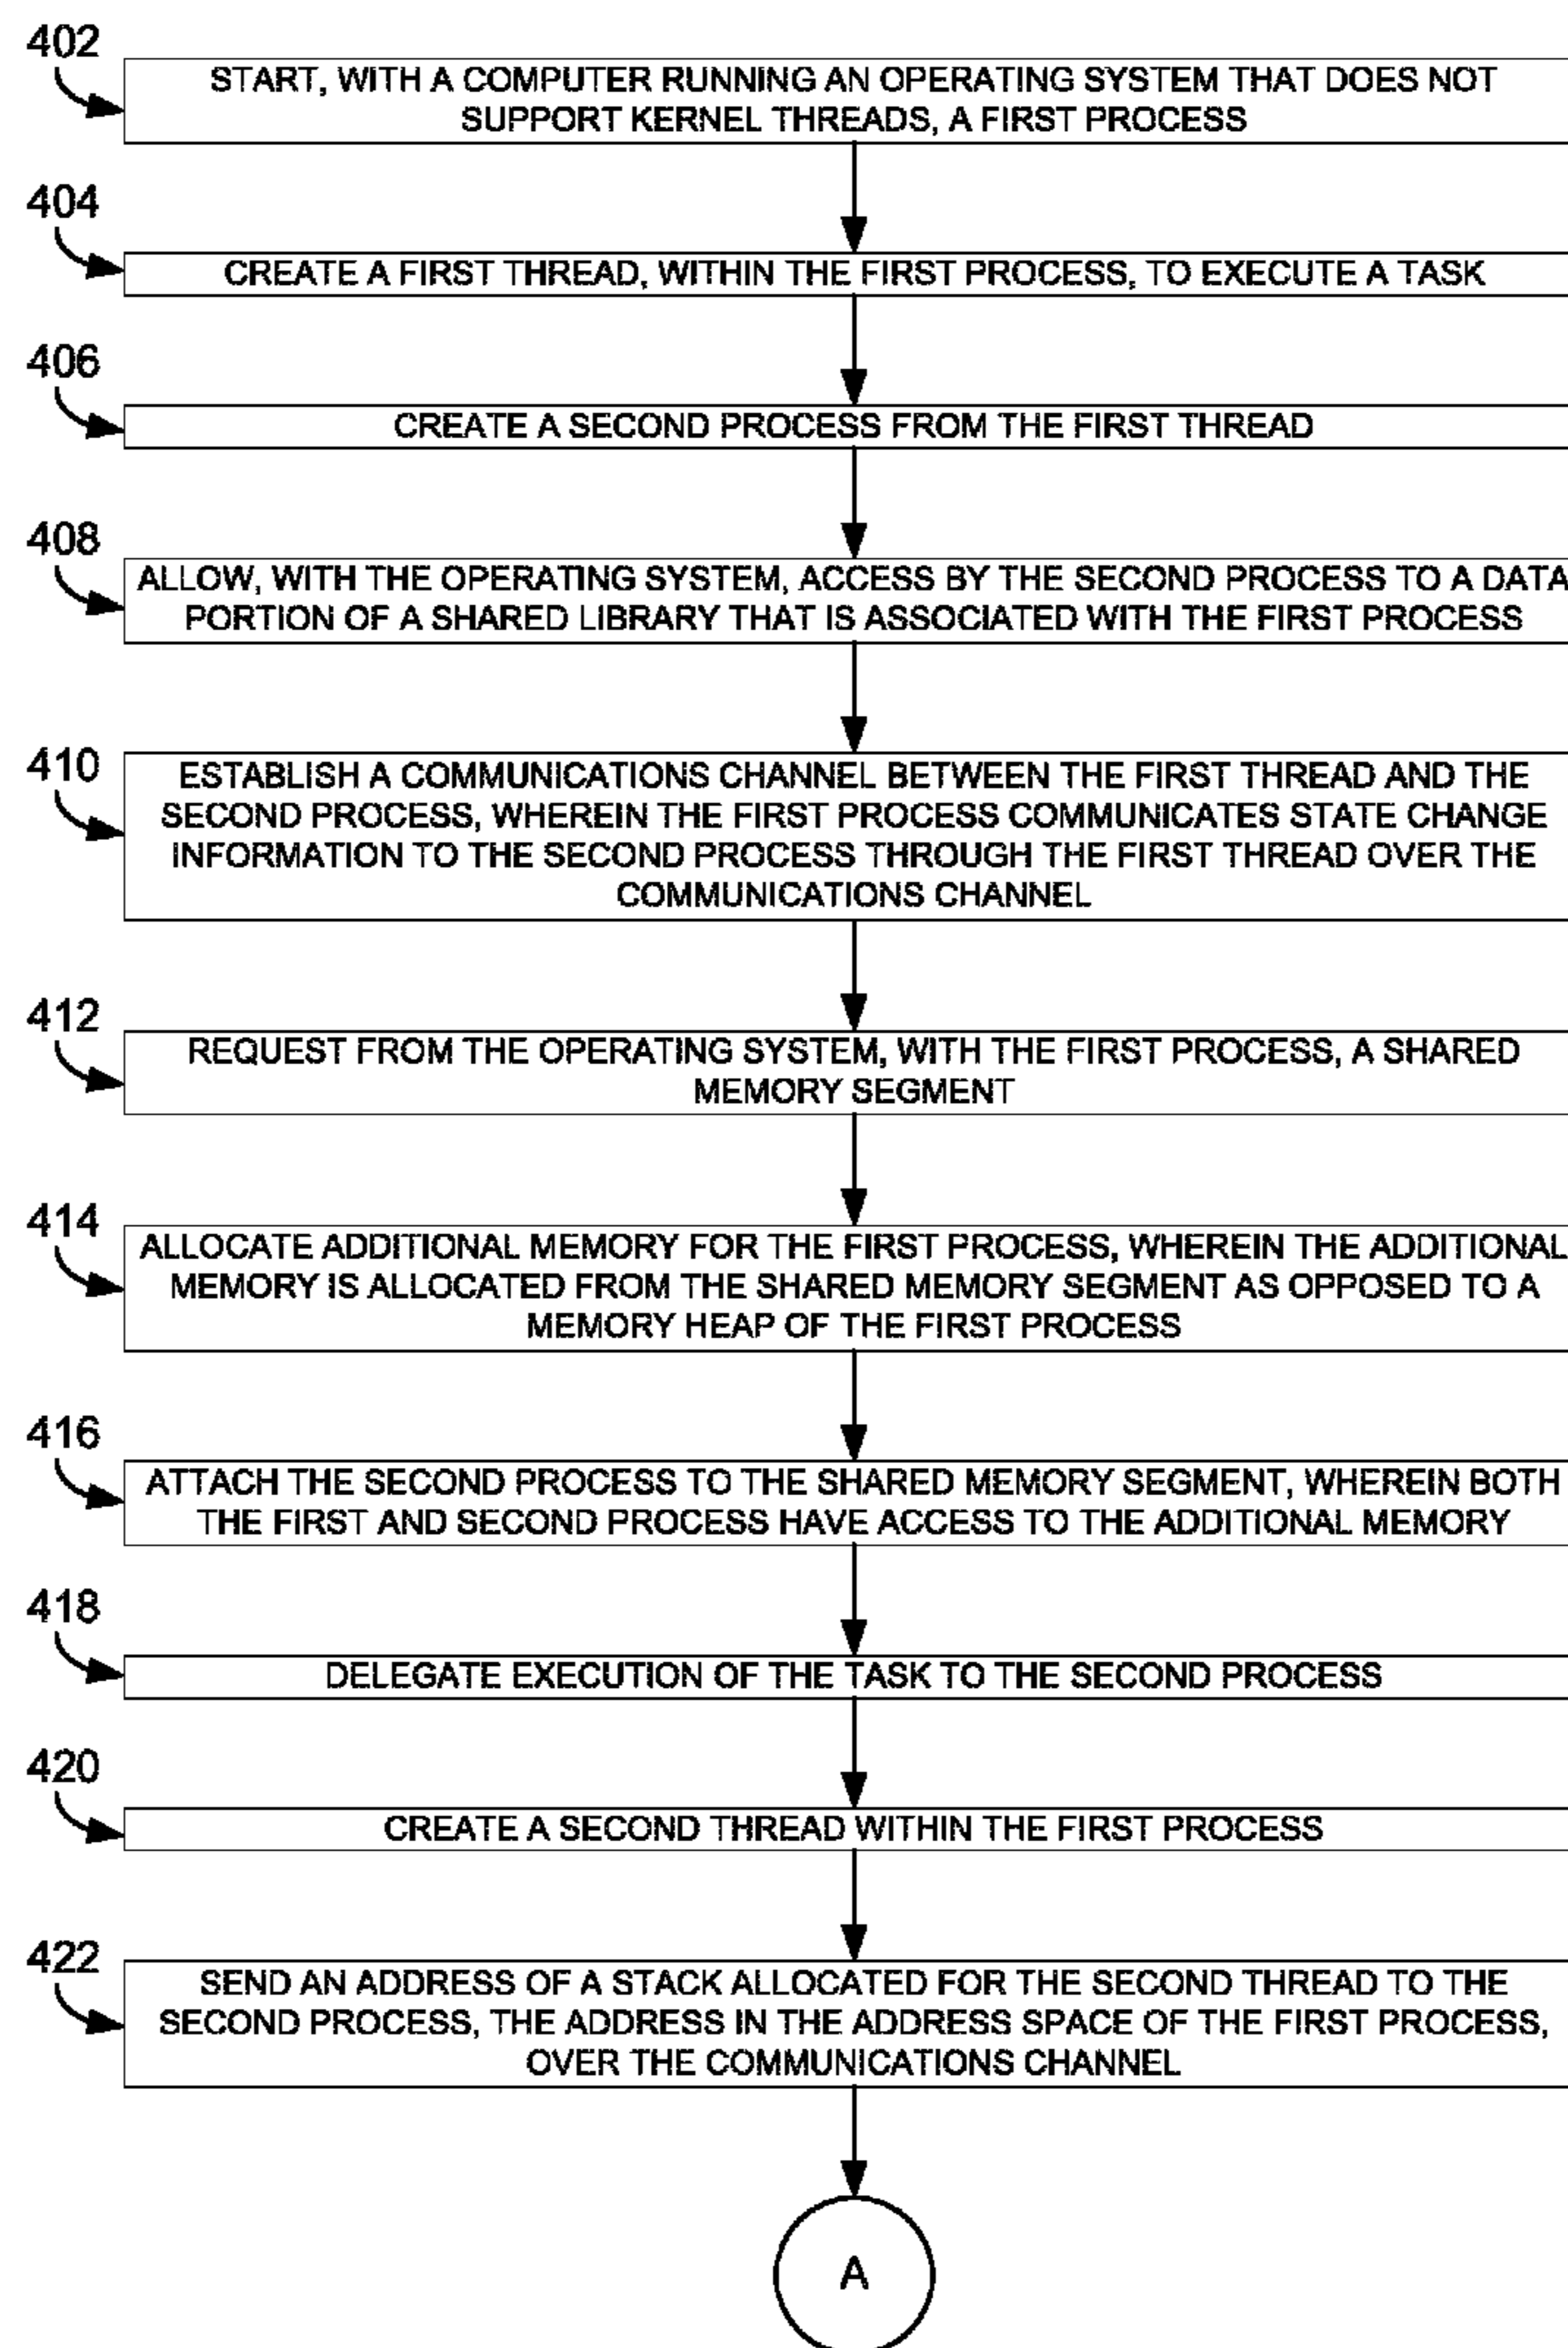 402
START, WITH A COMPUTER RUNNING AN OPERATING SYSTEM THAT DOES NOT
SUPPORT KERNEL THREADS, A FIRST PROCESS
404
CREATE A FIRST THREAD, WITHIN THE FIRST PROCESS, TO EXECUTE A TASK
406
CREATE A SECOND PROCESS FROM THE FIRST THREAD
408
ALLOW, WITH THE OPERATING SYSTEM, ACCESS BY THE SECOND PROCESS TO A DATA
PORTION OF A SHARED LIBRARY THAT IS ASSOCIATED WITH THE FIRST PROCESS
410
ESTABLISH A COMMUNICATIONS CHANNEL BETWEEN THE FIRST THREAD AND THE
SECOND PROCESS, WHEREIN THE FIRST PROCESS COMMUNICATES STATE CHANGE
INFORMATION TO THE SECOND PROCESS THROUGH THE FIRST THREAD OVER THE
COMMUNICATIONS CHANNEL
412
REQUEST FROM THE OPERATING SYSTEM, WITH THE FIRST PROCESS, A SHARED
MEMORY SEGMENT
414
ALLOCATE ADDITIONAL MEMORY FOR THE FIRST PROCESS, WHEREIN THE ADDITIONAL
MEMORY IS ALLOCATED FROM THE SHARED MEMORY SEGMENT AS OPPOSED TO A
MEMORY HEAP OF THE FIRST PROCESS
416
ATTACH THE SECOND PROCESS TO THE SHARED MEMORY SEGMENT, WHEREIN BOTH
THE FIRST AND SECOND PROCESS HAVE ACCESS TO THE ADDITIONAL MEMORY
418
DELEGATE EXECUTION OF THE TASK TO THE SECOND PROCESS
420
CREATE A SECOND THREAD WITHIN THE FIRST PROCESS
422
SEND AN ADDRESS OF A STACK ALLOCATED FOR THE SECOND THREAD TO THE
SECOND PROCESS, THE ADDRESS IN THE ADDRESS SPACE OF THE FIRST PROCESS,
OVER THE COMMUNICATIONS CHANNEL
A